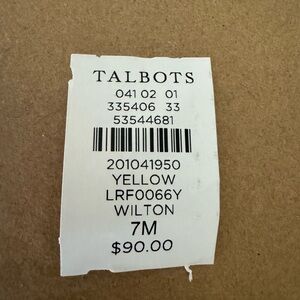 TALBOTS
041 02 01
335406 33
53544681
201041950
YELLOW
LRF0066Y
WILTON
7M
$90.00